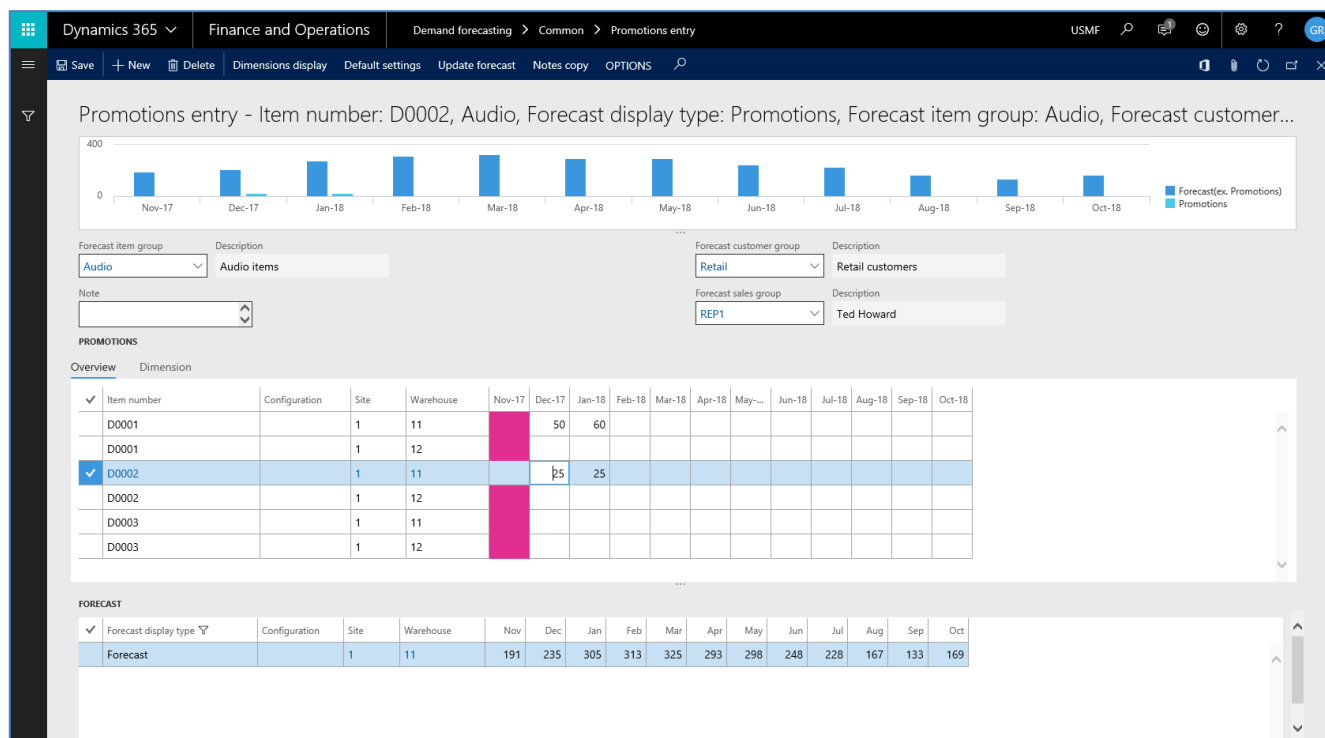 Dynamics 365 Finance and Operations Demand forecasting > Common > Promotions entry USMF 1 GR
Save + New Delete Dimensions display Default settings Update forecast Notes copy OPTIONS
Promotions entry - Item number: D0002, Audio, Forecast display type: Promotions, Forecast item group: Audio, Forecast customer...
400
0
Nov-17 Dec-17 Jan-18 Feb-18 Mar-18 Apr-18 May-18 Jun-18 Jul-18 Aug-18 Sep-18 Oct-18
Forecast(ex. Promotions)
Promotions
Forecast item group Description Forecast customer group Description
Audio Audio items Retail Retail customers
Note Forecast sales group Description
REP1 Ted Howard
PROMOTIONS
Overview Dimension
Item number Configuration Site Warehouse Nov-17 Dec-17 Jan-18 Feb-18 Mar-18 Apr-18 May-... Jun-18 Jul-18 Aug-18 Sep-18 Oct-18
D0001 1 11 50 60
D0001 1 12
D0002 1 11 25 25
D0002 1 12
D0003 1 11
D0003 1 12
FORECAST
Forecast display type Configuration Site Warehouse Nov Dec Jan Feb Mar Apr May Jun Jul Aug Sep Oct
Forecast 1 11 191 235 305 313 325 293 298 248 228 167 133 169